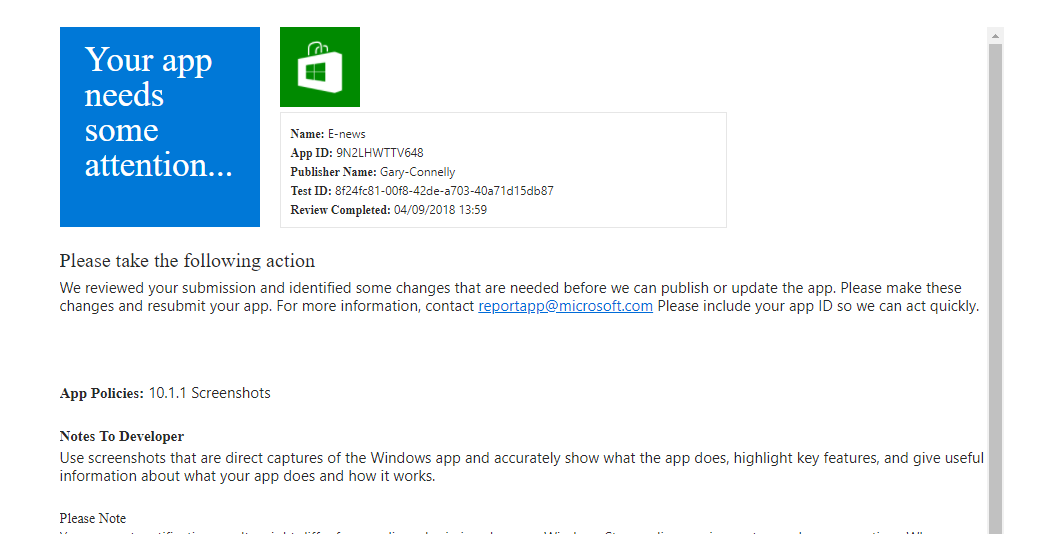 Your app
needs
some
attention...
Name: E-news
App ID: 9N2LHWTTV648
Publisher Name: Gary-Connelly
Test ID: 8f24fc81-00f8-42de-a703-40a71d15db87
Review Completed: 04/09/2018 13:59
Please take the following action
We reviewed your submission and identified some changes that are needed before we can publish or update the app. Please make these
changes and resubmit your app. For more information, contact reportapp@microsoft.com Please include your app ID so we can act quickly.
App Policies: 10.1.1 Screenshots
Notes To Developer
Use screenshots that are direct captures of the Windows app and accurately show what the app does, highlight key features, and give useful
information about what your app does and how it works.
Please Note